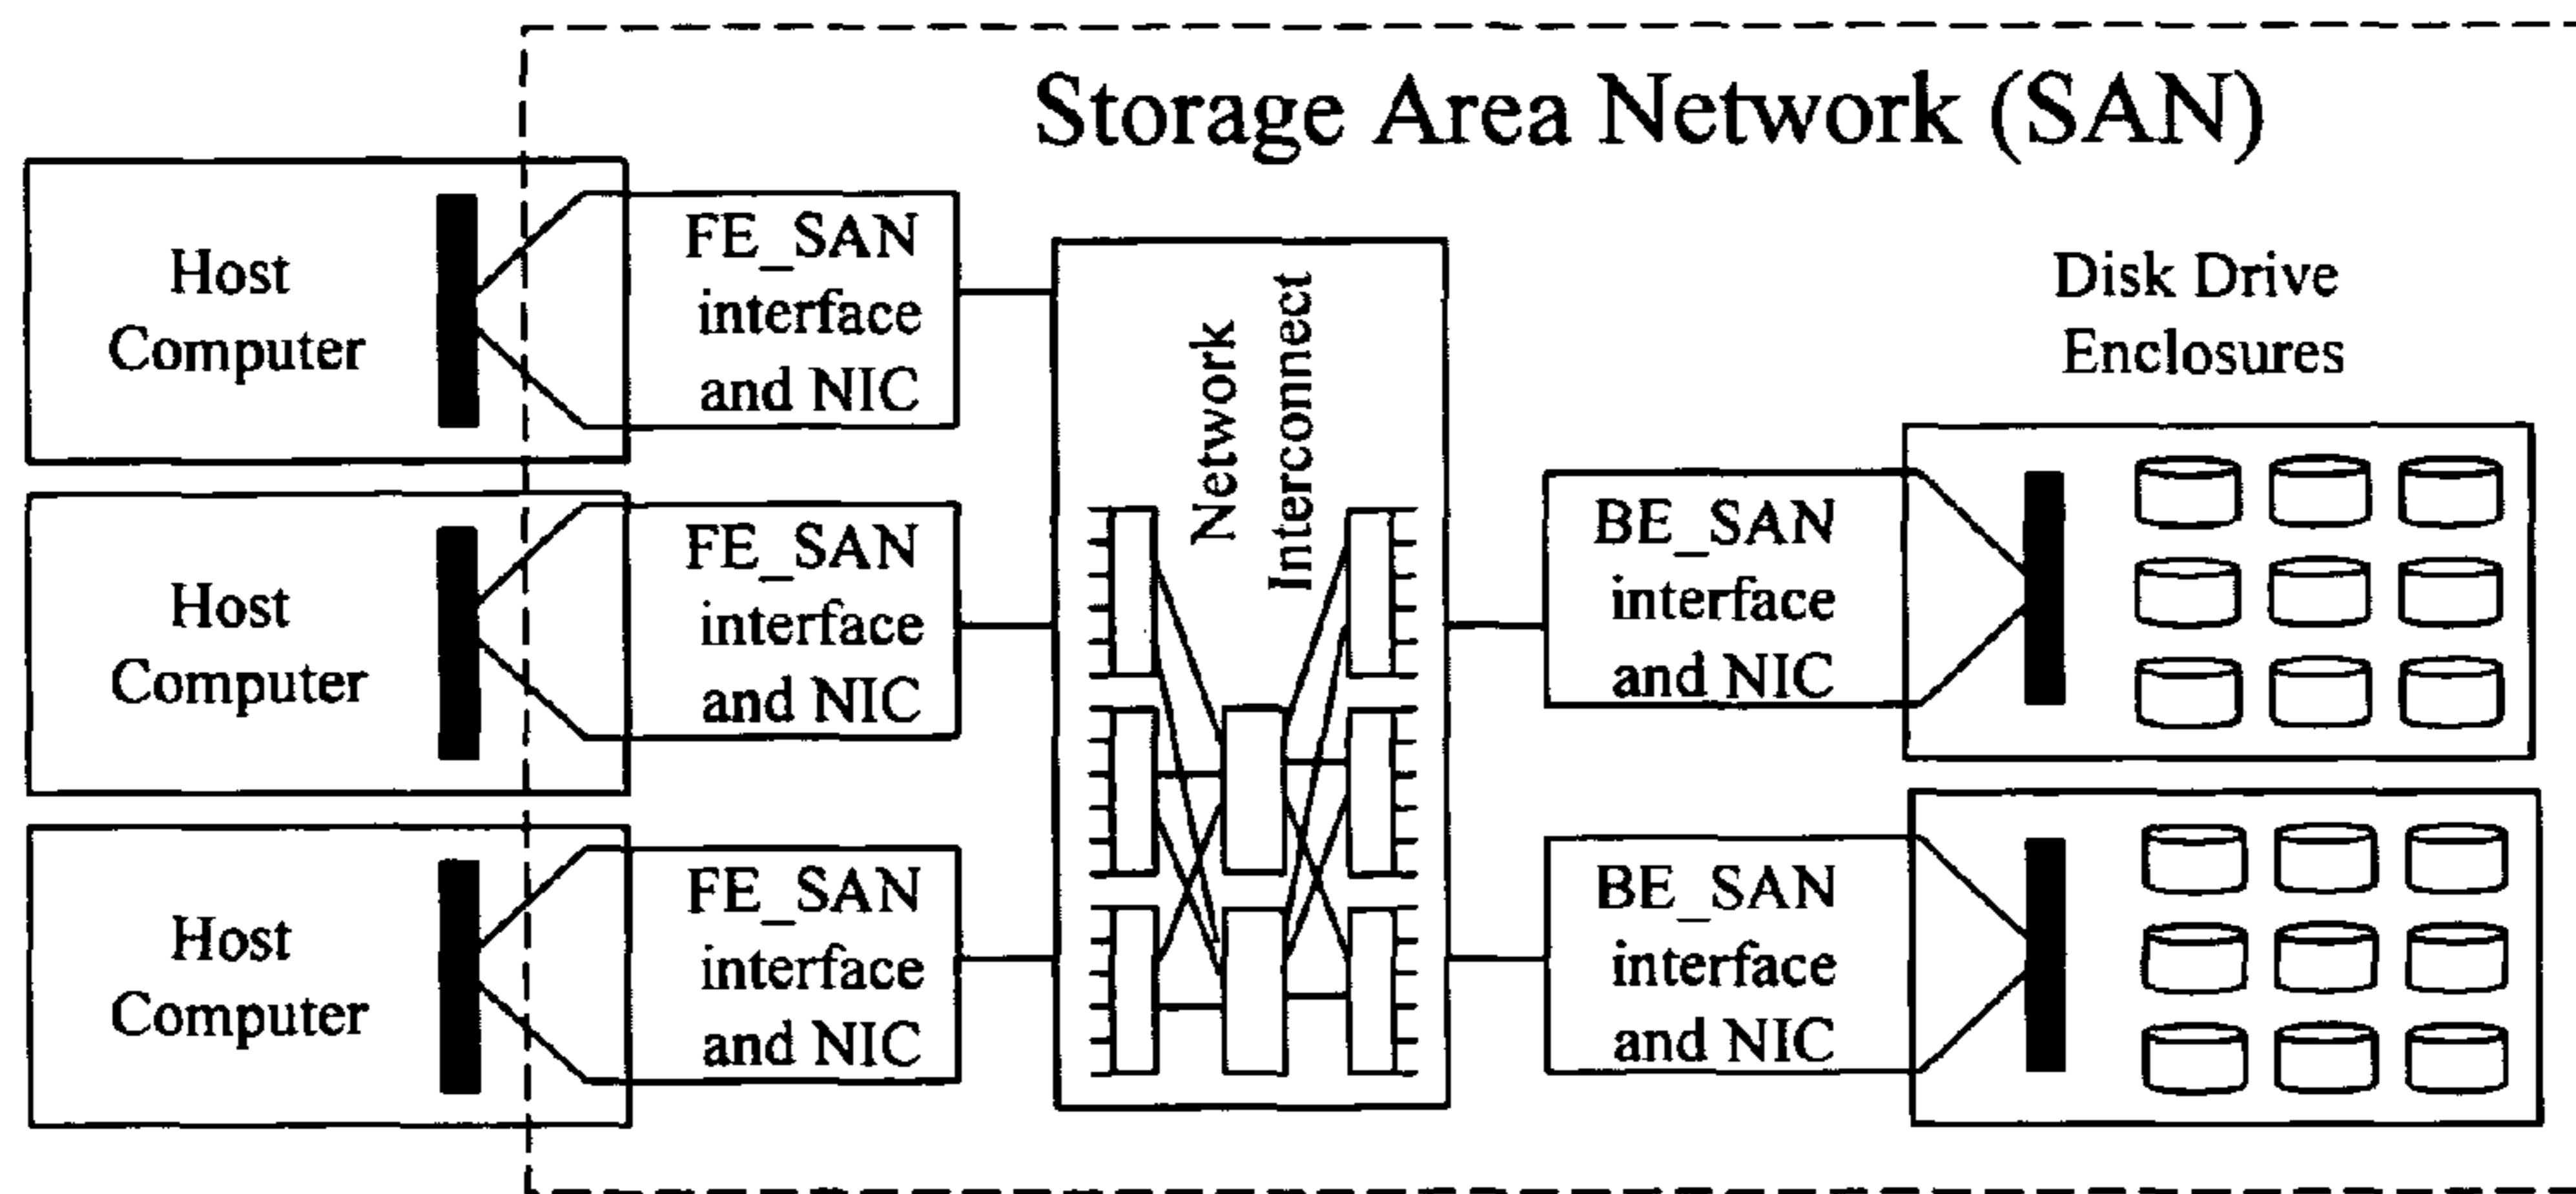 Storage Area Network (SAN)
Host
Computer
FE_SAN
interface
and NIC
Host
Computer
FE_SAN
interface
and NIC
Host
Computer
FE_SAN
interface
and NIC
Network
Interconnect
BE_SAN
interface
and NIC
BE_SAN
interface
and NIC
Disk Drive
Enclosures